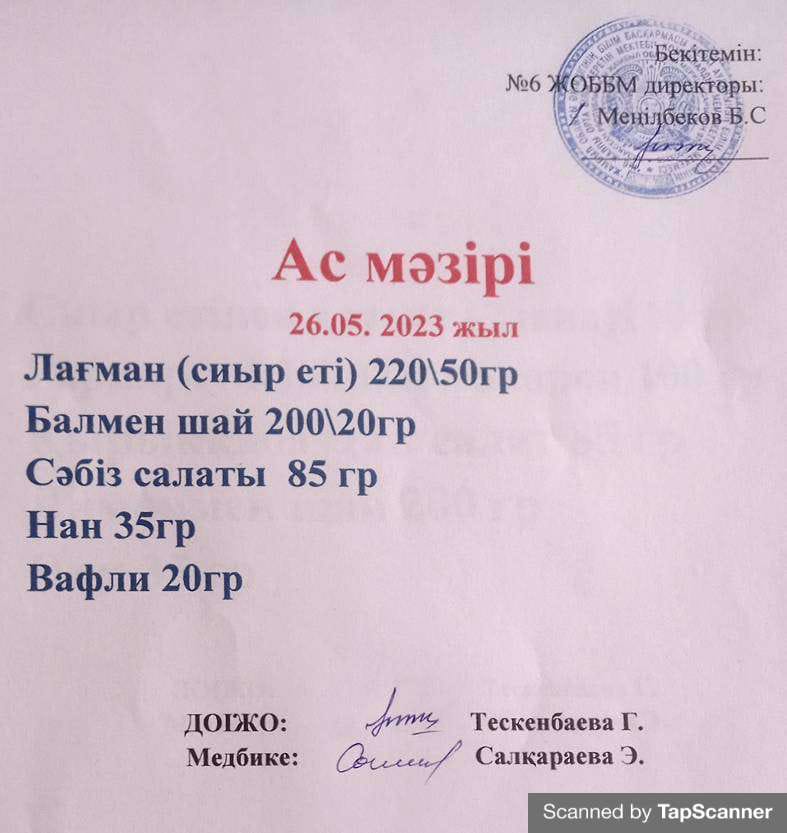 Бекітемін:
№6 ЖОББМ директоры:
Меңілбеков Б.С
Ас мәзірі
26.05. 2023 жыл
Лағман (сиыр еті) 220\50гр
Балмен шай 200\20гр
Сәбіз салаты 85 гр
Нан 35гр
Вафли 20гр
ДОІЖО: Тескенбаева Г.
Медбике: Салқараева Э.
Scanned by TapScanner